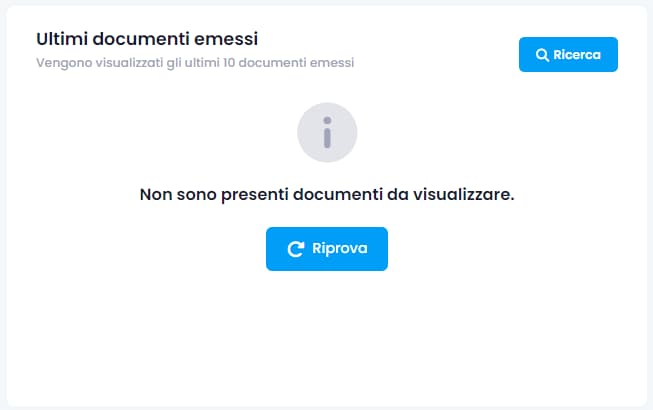 Ultimi documenti emessi
Vengono visualizzati gli ultimi 10 documenti emessi
Ricerca
Non sono presenti documenti da visualizzare.
Riprova